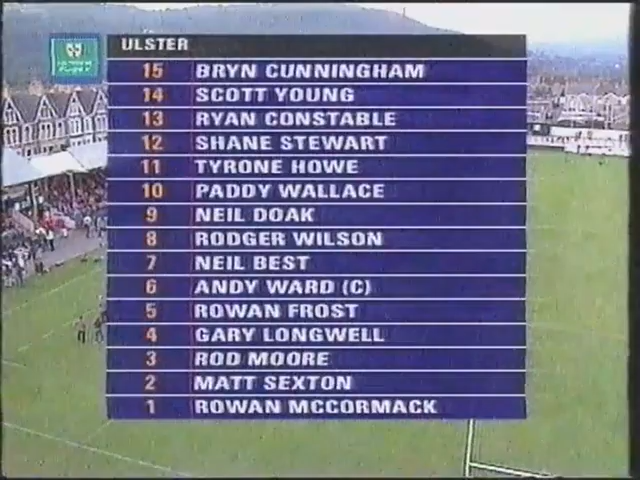 ULSTER
15 BRYN CUNNINGHAM
14 SCOTT YOUNG
13 RYAN CONSTABLE
12 SHANE STEWART
11 TYRONE HOWE
10 PADDY WALLACE
9 NEIL DOAK
8 RODGER WILSON
7 NEIL BEST
6 ANDY WARD (C)
5 ROWAN FROST
4 GARY LONGWELL
3 ROD MOORE
2 MATT SEXTON
1 ROWAN MCCORMACK